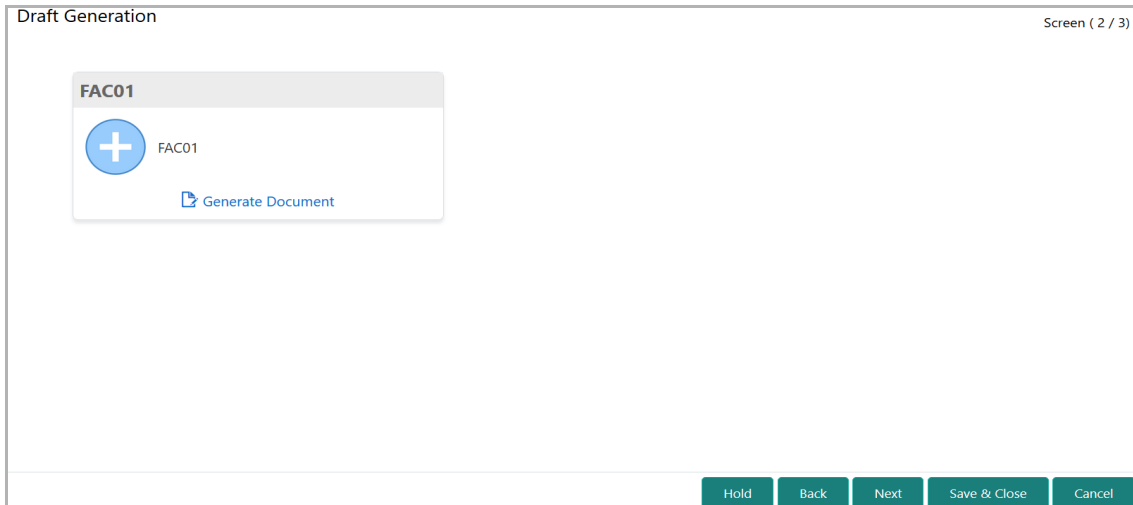 Draft Generation
Screen ( 2 / 3)
FAC01
FAC01
Generate Document
Hold Back Next Save & Close Cancel